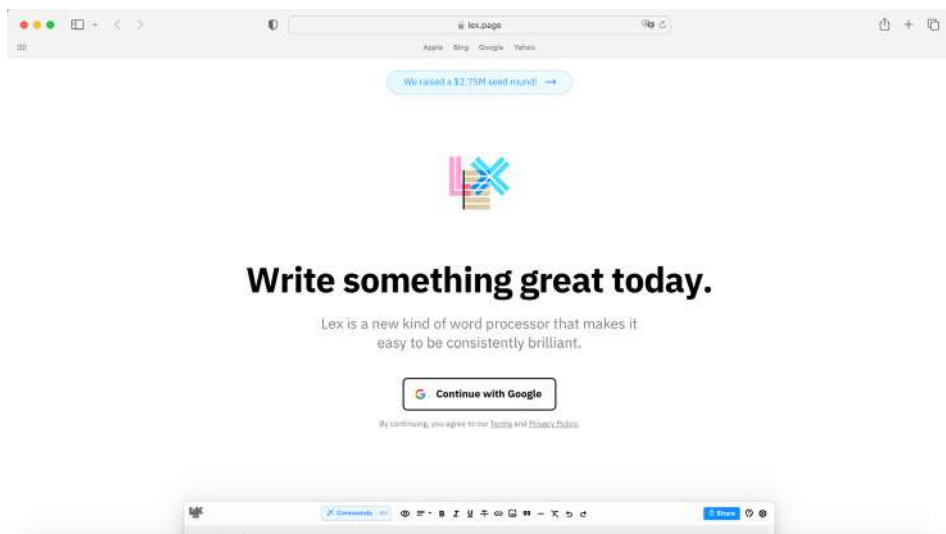 lex.page
Apple Bing Google Yahoo
We raised a $2.75M seed round! →
LEX
Write something great today.
Lex is a new kind of word processor that makes it
easy to be consistently brilliant.
G Continue with Google
By continuing, you agree to our Terms and Privacy Policy.
Commands
B I U
Share